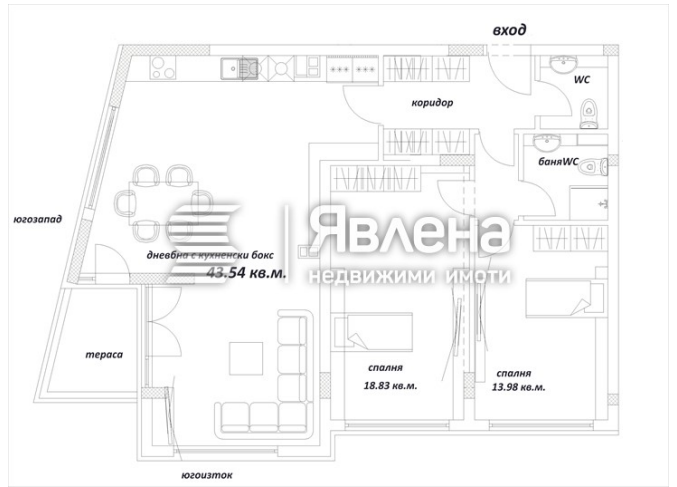 вход
WC
коридор
баняWC
югозапад
Явлена
недвижими имоти
дневбна с кухненски бокс
43.54 кв.м.
тераса
спалня
18.83 кв.м.
спалня
13.98 кв.м.
югоизток